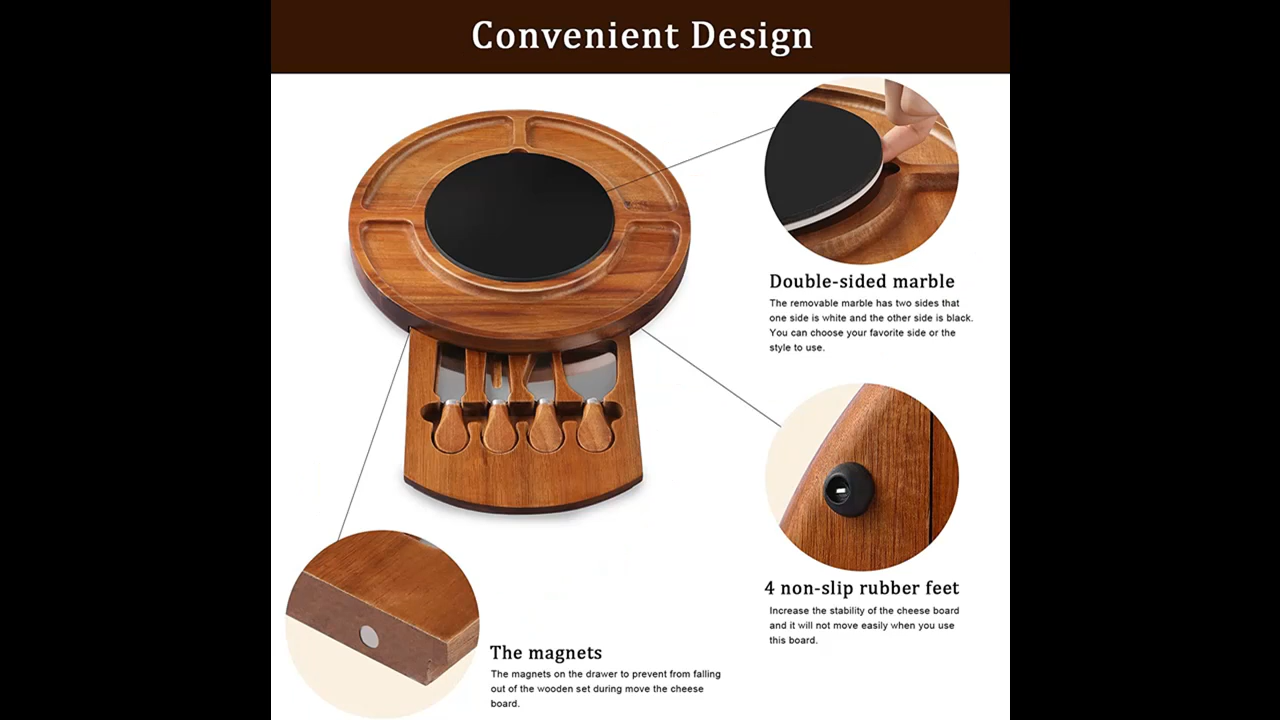 Convenient Design
Double-sided marble
The removable marble has two sides that
one side is white and the other side is black.
You can choose your favorite side or the
style to use.
4 non-slip rubber feet
Increase the stability of the cheese board
and it will not move easily when you use
this board.
The magnets
The magnets on the drawer to prevent from falling
out of the wooden set during move the cheese
board.